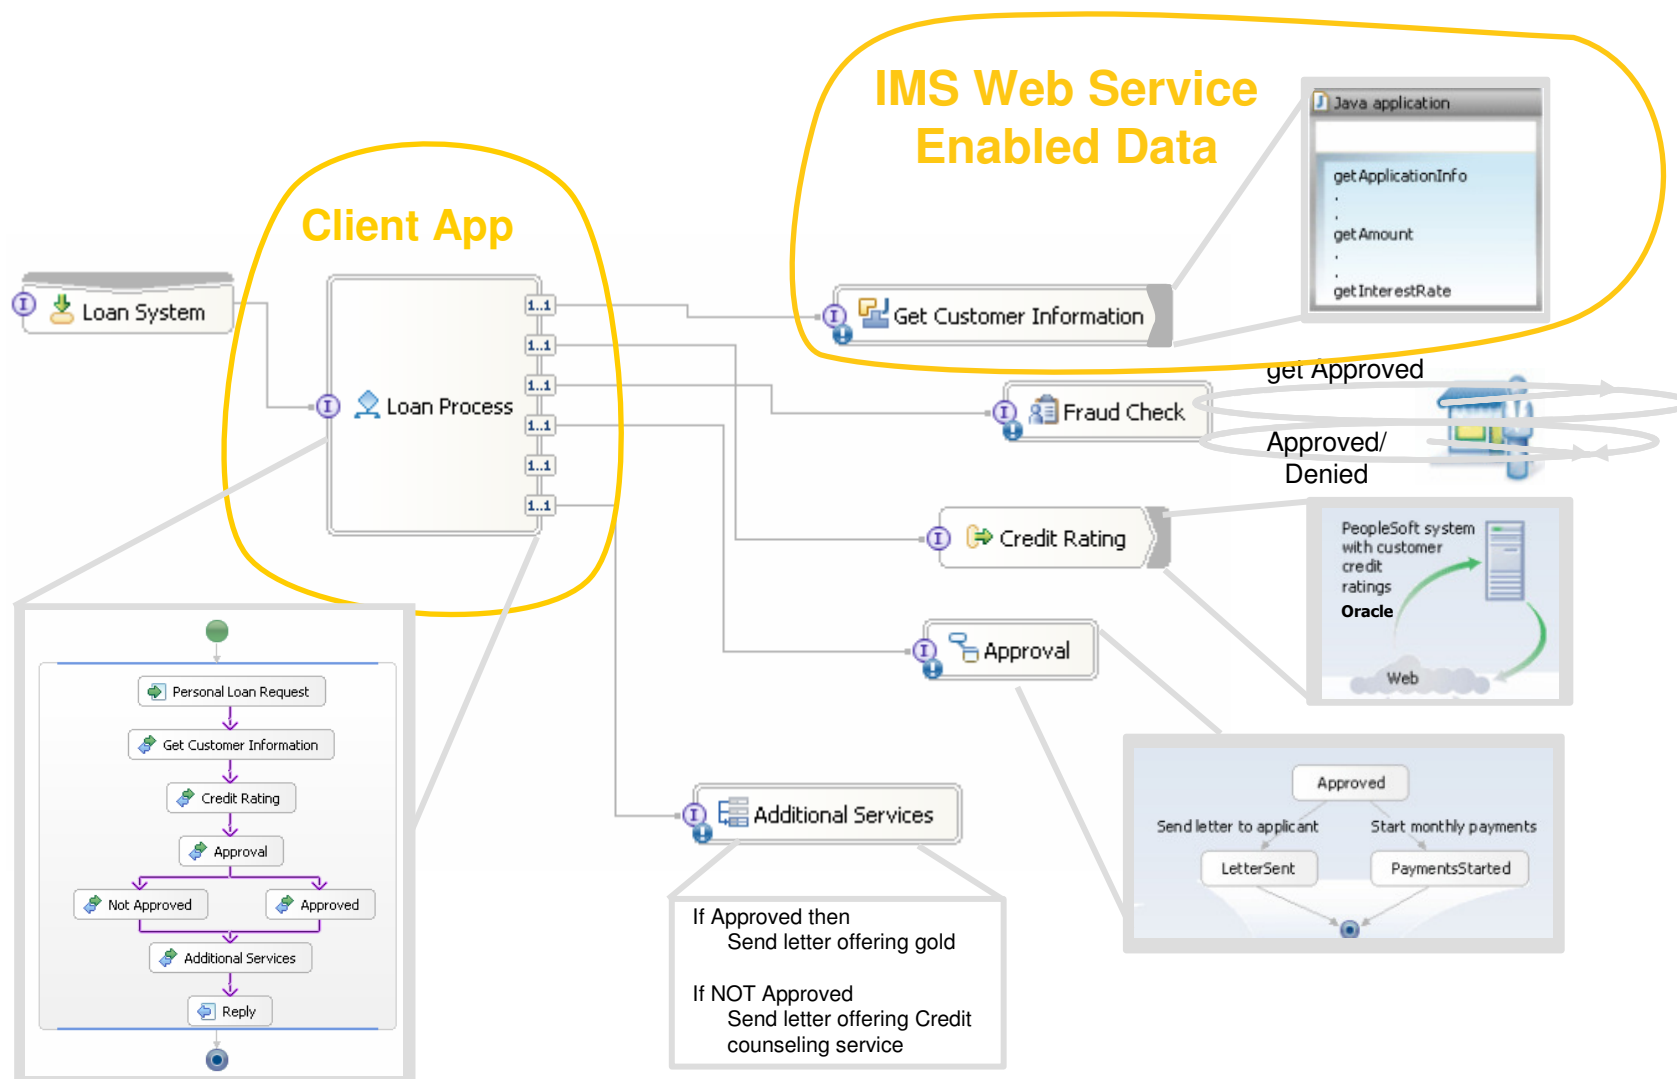 IMS Web Service
Enabled Data
Java application
getApplicationInfo
.
.
getAmount
.
.
getInterestRate
Client App
I
Loan System
I
Loan Process
1..1
1..1
1..1
1..1
1..1
1..1
I
Get Customer Information
get Approved
I
Fraud Check
Approved/
Denied
I
Credit Rating
PeopleSoft system
with customer
credit
ratings
Oracle
Web
I
Approval
Approved
Send letter to applicant
Start monthly payments
LetterSent
PaymentsStarted
I
Additional Services
If Approved then
Send letter offering gold
If NOT Approved
Send letter offering Credit
counseling service
Personal Loan Request
Get Customer Information
Credit Rating
Approval
Not Approved
Approved
Additional Services
Reply